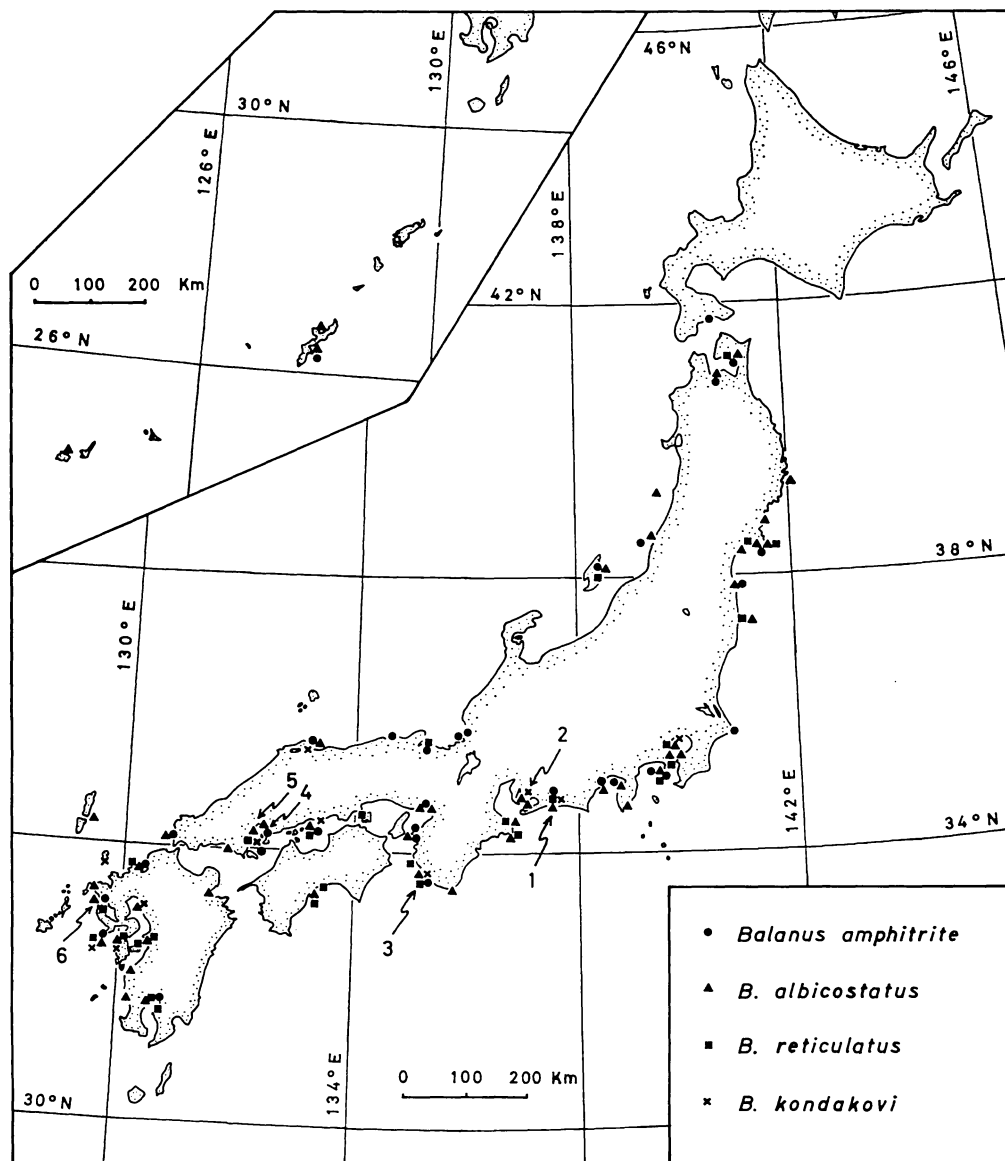 130°E
46°N
146°E
30°N
126°E
138°E
0 100 200 Km
42°N
26°N
38°N
130°E
2
5
4
142°E
34°N
1
3
6
Balanus amphitrite
B. albicostatus
B. reticulatus
B. kondakovi
134°E
0 100 200 Km
30°N